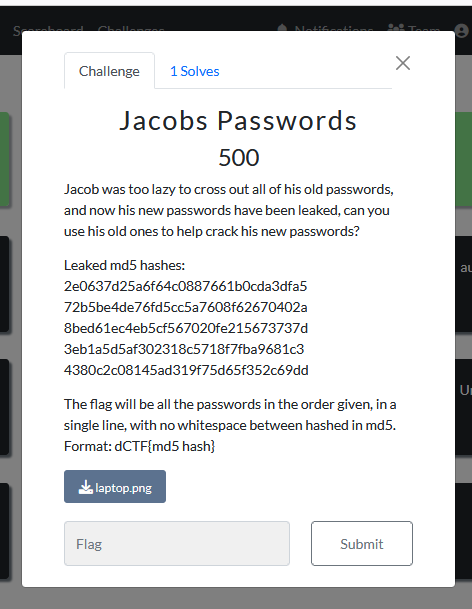 Scoreboard Challenges Notifications Team
Challenge
1 Solves
Jacobs Passwords
500
Jacob was too lazy to cross out all of his old passwords,
and now his new passwords have been leaked, can you
use his old ones to help crack his new passwords?
Leaked md5 hashes:
2e0637d25a6f64c0887661b0cda3dfa5
72b5be4de76fd5cc5a7608f62670402a
8bed61ec4eb5cf567020fe215673737d
3eb1a5d5af302318c5718f7fba9681c3
4380c2c08145ad319f75d65f352c69dd
The flag will be all the passwords in the order given, in a
single line, with no whitespace between hashed in md5.
Format: dCTF{md5 hash}
laptop.png
Flag
Submit